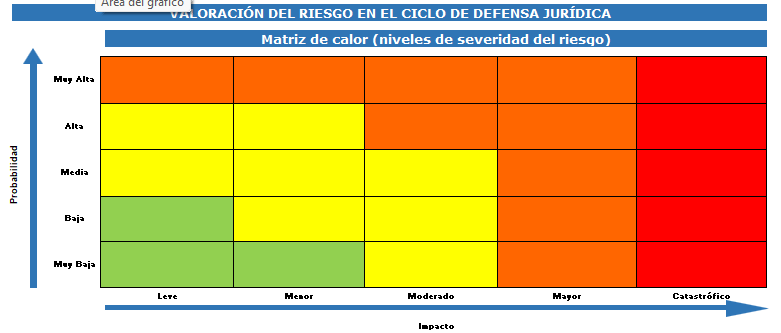 Área del gráfico
VALORACIÓN DEL RIESGO EN EL CICLO DE DEFENSA JURÍDICA
Matriz de calor (niveles de severidad del riesgo)
Muy Alta
Alta
Media
Baja
Muy Baja
Probabilidad
Leve
Menor
Moderado
Mayor
Catastrófico
Impacto